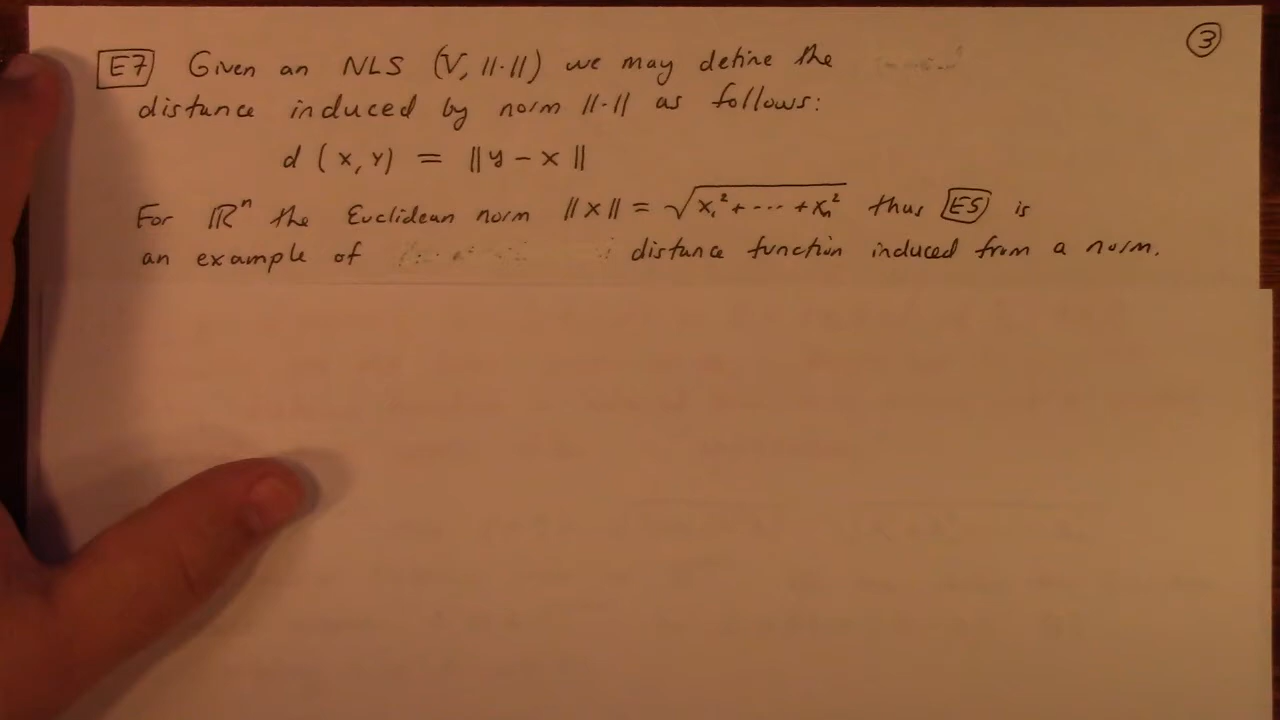 ③
E7 Given an NLS (V, ||·||) we may define the
distance induced by norm ||·|| as follows:
d (x, y) = ||y - x||
For ℝⁿ the Euclidean norm ||x|| = √(x₁² + ··· + xₙ²) thus E5 is
an example of distance function induced from a norm.